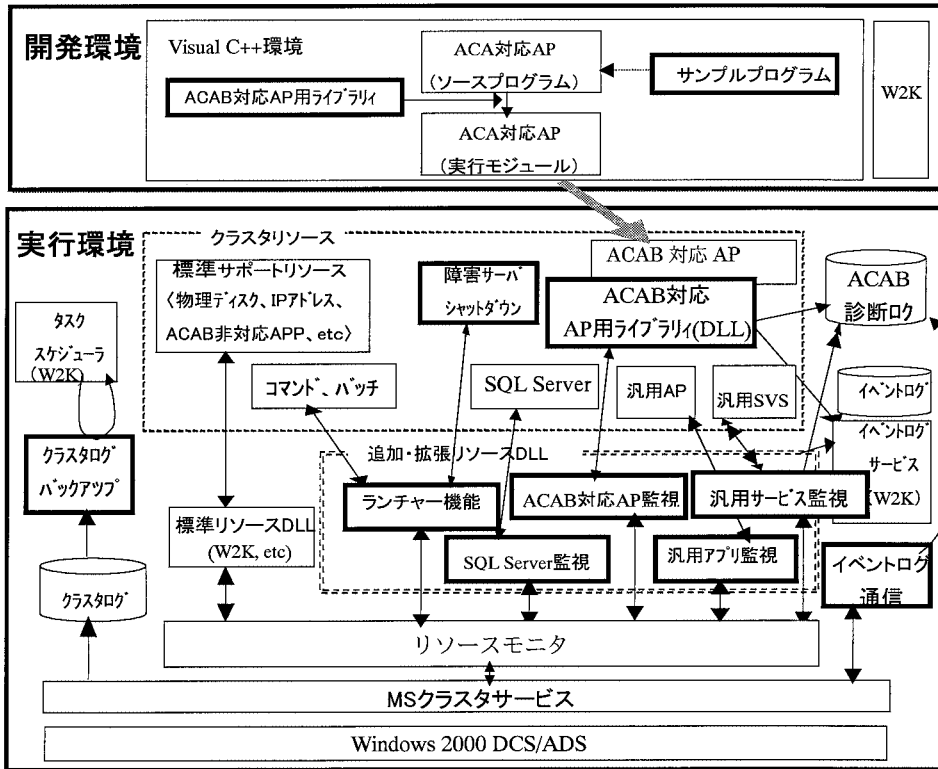 開発環境
Visual C++環境
ACA対応AP
(ソースプログラム)
サンプルプログラム
ACAB対応AP用ライブラリィ
W2K
ACA対応AP
(実行モジュール)
実行環境
クラスタリソース
標準サポートリソース
〈物理ディスク、IPアドレス、
ACAB非対応APP、etc〉
障害サーバ
シャットダウン
ACAB 対応 AP
ACAB対応
AP用ライブラリィ(DLL)
ACAB
診断ログ
タスク
スケジューラ
(W2K)
コマンド、バッチ
SQL Server
汎用AP
汎用SVS
イベントログ
クラスタログ
バックアツプ
追加・拡張リソースDLL
イベントログ
サービス
(W2K)
ランチャー機能
ACAB対応AP監視
汎用サービス監視
標準リソースDLL
(W2K, etc)
SQL Server監視
汎用アプリ監視
イベントログ
通信
クラスタログ
リソースモニタ
MSクラスタサービス
Windows 2000 DCS/ADS